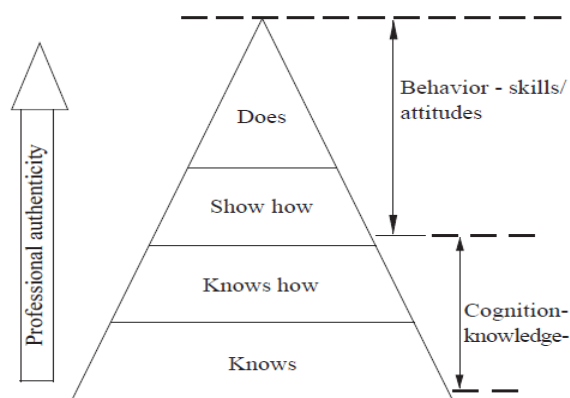 Professional authenticity
Does
Show how
Knows how
Knows
Behavior - skills/
attitudes
Cognition-
knowledge-